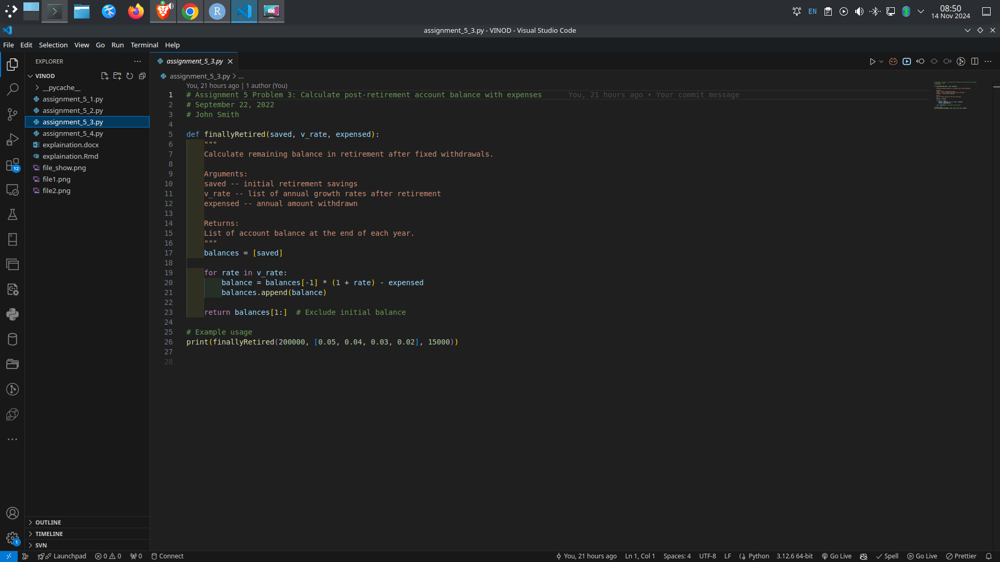 EN
08:50
14 Nov 2024
assignment_5_3.py - VINOD - Visual Studio Code
File Edit Selection View Go Run Terminal Help
EXPLORER
VINOD
__pycache__
assignment_5_1.py
assignment_5_2.py
assignment_5_3.py
assignment_5_4.py
explaination.docx
explaination.Rmd
file_show.png
file1.png
file2.png
12
OUTLINE
TIMELINE
SVN
1
assignment_5_3.py
assignment_5_3.py > ...
You, 21 hours ago | 1 author (You)
1 # Assignment 5 Problem 3: Calculate post-retirement account balance with expenses You, 21 hours ago • Your commit message
2 # September 22, 2022
3 # John Smith
4
5 def finallyRetired(saved, v_rate, expensed):
6 """
7 Calculate remaining balance in retirement after fixed withdrawals.
8
9 Arguments:
10 saved -- initial retirement savings
11 v_rate -- list of annual growth rates after retirement
12 expensed -- annual amount withdrawn
13
14 Returns:
15 List of account balance at the end of each year.
16 """
17 balances = [saved]
18
19 for rate in v_rate:
20 balance = balances[-1] * (1 + rate) - expensed
21 balances.append(balance)
22
23 return balances[1:]  # Exclude initial balance
24
25 # Example usage
26 print(finallyRetired(200000, [0.05, 0.04, 0.03, 0.02], 15000))
27
28
Launchpad 0 0 0 Connect You, 21 hours ago Ln 1, Col 1 Spaces: 4 UTF-8 LF Python 3.12.6 64-bit Go Live Spell Go Live Prettier